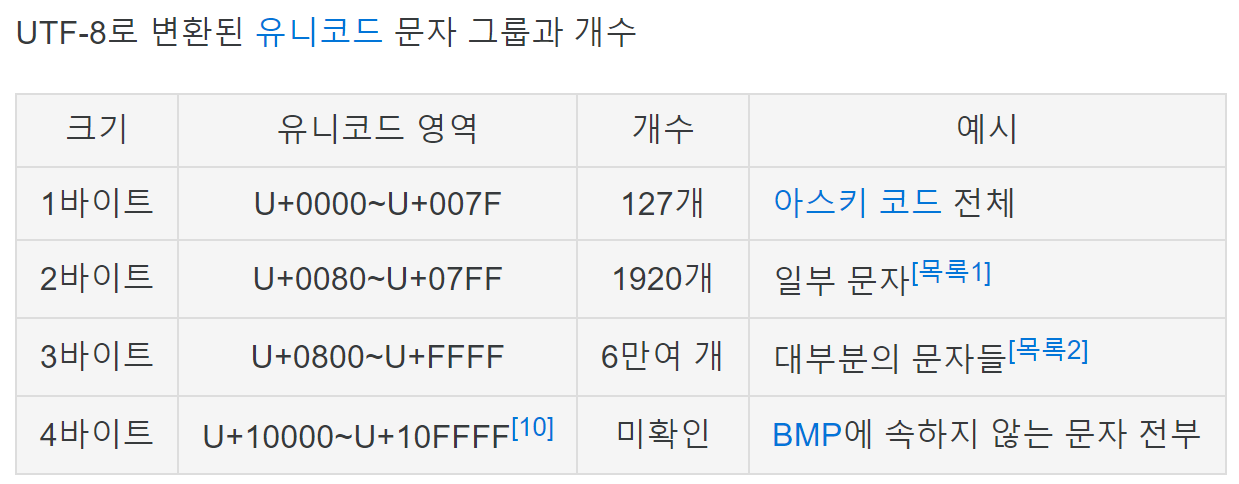 UTF-8로 변환된 유니코드 문자 그룹과 개수
크기 유니코드 영역 개수 예시
1바이트 U+0000~U+007F 127개 아스키 코드 전체
2바이트 U+0080~U+07FF 1920개 일부 문자[목록1]
3바이트 U+0800~U+FFFF 6만여 개 대부분의 문자들[목록2]
4바이트 U+10000~U+10FFFF[10] 미확인 BMP에 속하지 않는 문자 전부